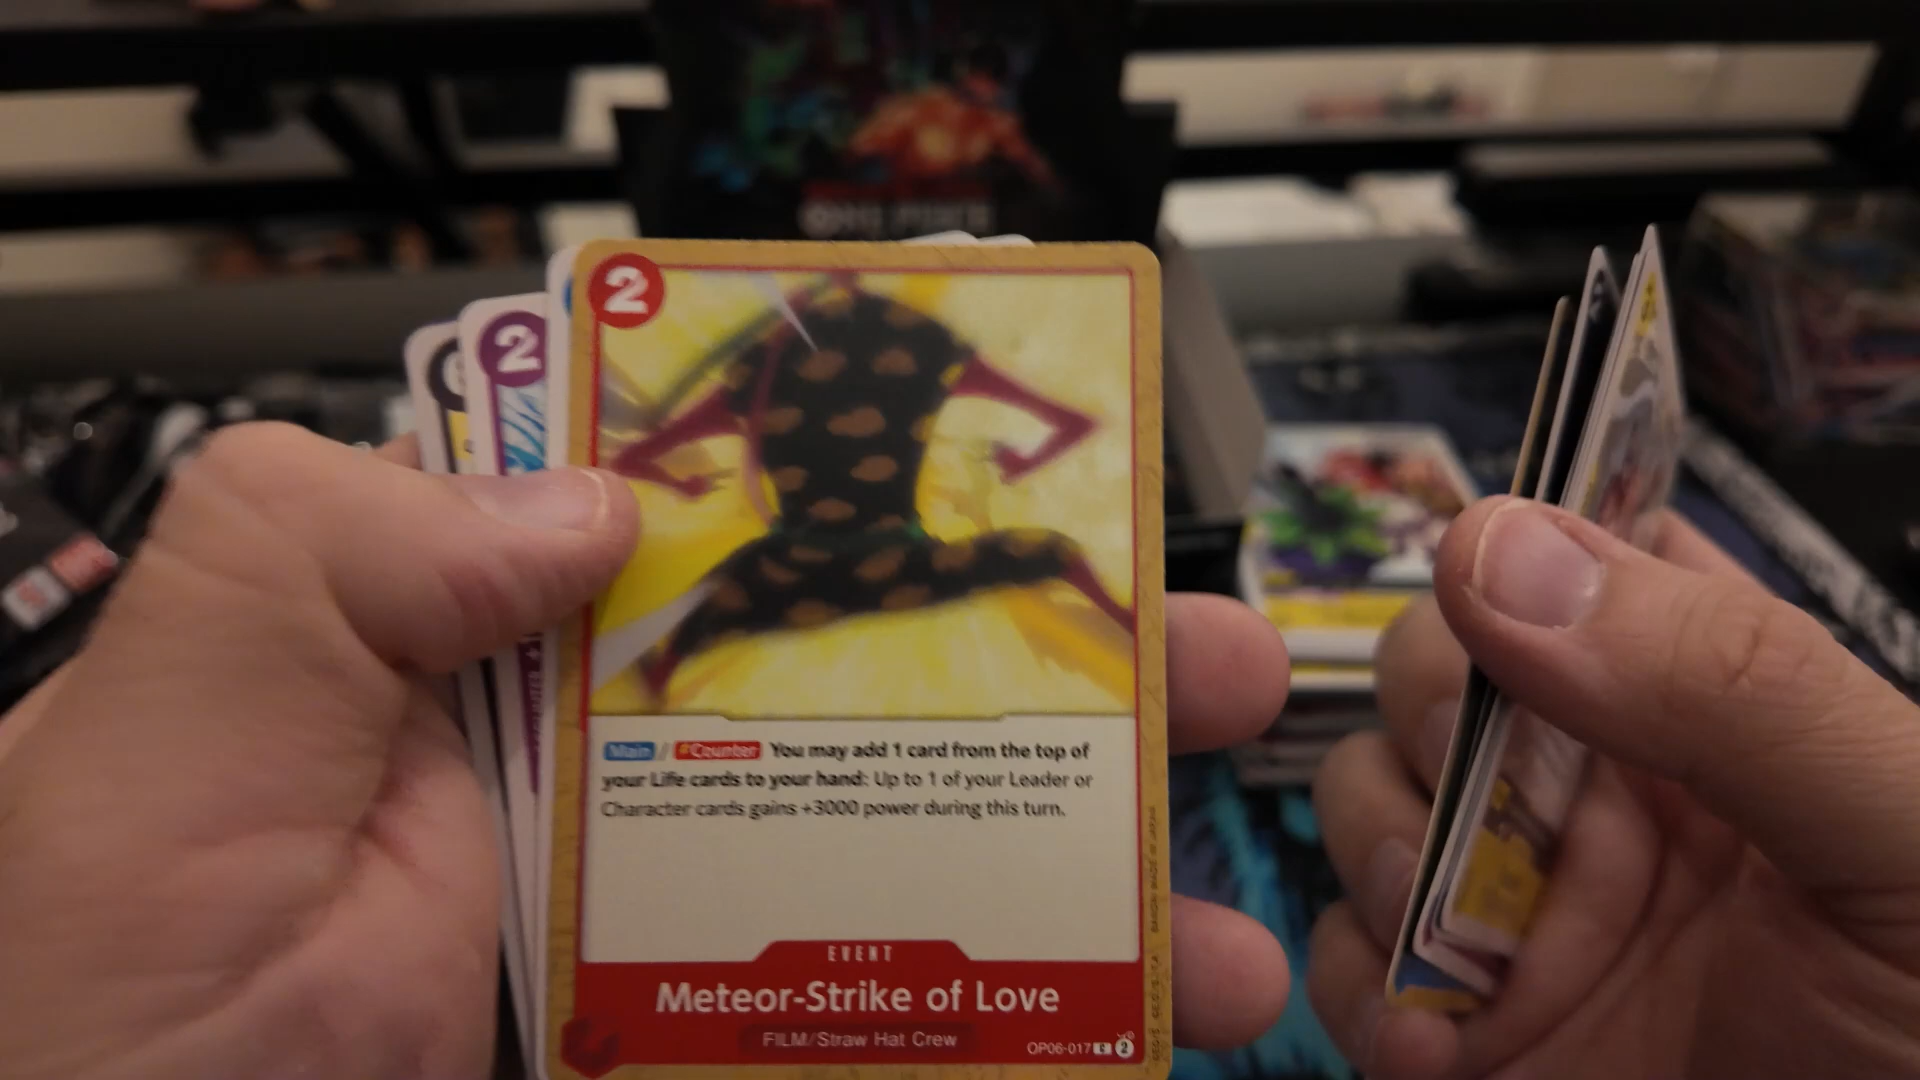 ONE PIECE
2
2
Main / Counter You may add 1 card from the top of
your Life cards to your hand: Up to 1 of your Leader or
Character cards gains +3000 power during this turn.
EVENT
Meteor-Strike of Love
FILM/Straw Hat Crew
OP06-017 C 2